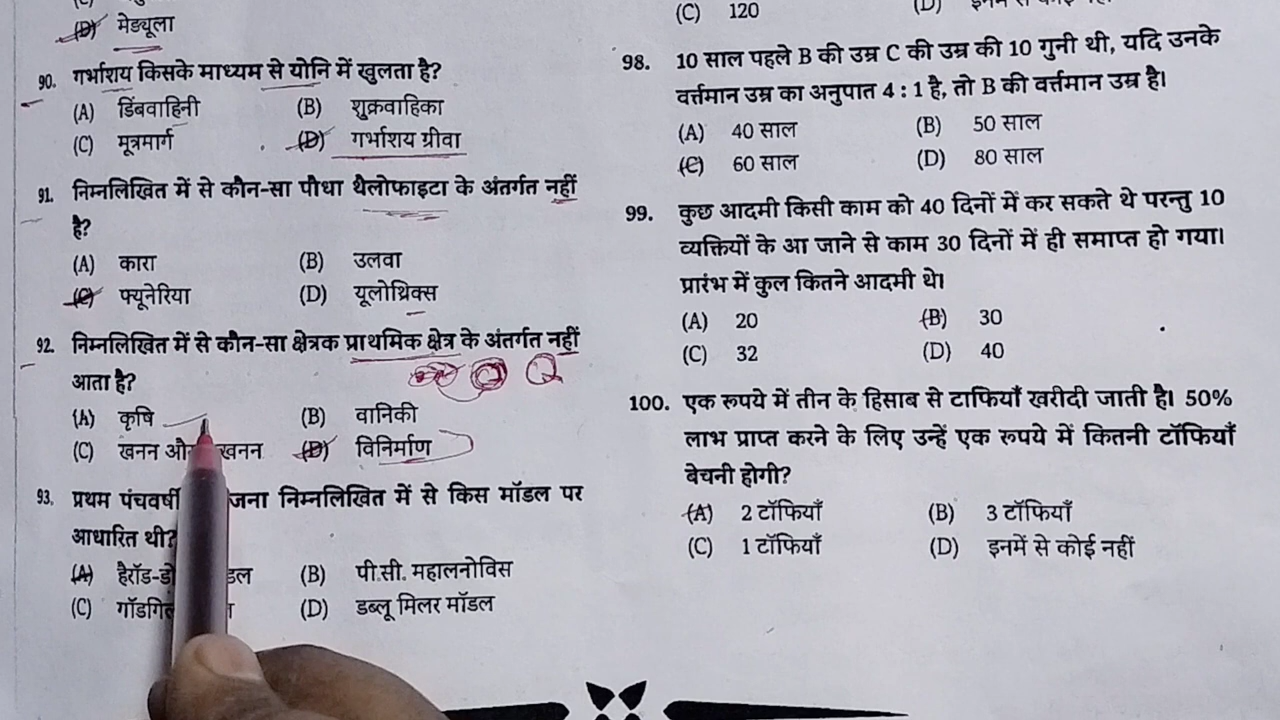 (D) मेड्यूला
90. गर्भाशय किसके माध्यम से योनि में खुलता है?
(A) डिंबवाहिनी (B) शुक्रवाहिका
(C) मूत्रमार्ग (D) गर्भाशय ग्रीवा
91. निम्नलिखित में से कौन-सा पौधा थैलोफाइटा के अंतर्गत नहीं
है?
(A) कारा (B) उलवा
(C) फ्यूनेरिया (D) यूलोथ्रिक्स
92. निम्नलिखित में से कौन-सा क्षेत्रक प्राथमिक क्षेत्र के अंतर्गत नहीं
आता है?
(A) कृषि (B) वानिकी
(C) खनन खनन (D) विनिर्माण
93. प्रथम निम्नलिखित में से किस मॉडल पर
आधारित थी?
(A) (B) पी.सी. महालनोविस
(C) (D) डब्लू मिलर मॉडल
(C) 120 (D)
98. 10 साल पहले B की उम्र C की उम्र की 10 गुनी थी, यदि उनके
वर्त्तमान उम्र का अनुपात 4 : 1 है, तो B की वर्त्तमान उम्र है।
(A) 40 साल (B) 50 साल
(C) 60 साल (D) 80 साल
99. कुछ आदमी किसी काम को 40 दिनों में कर सकते थे परन्तु 10
व्यक्तियों के आ जाने से काम 30 दिनों में ही समाप्त हो गया।
प्रारंभ में कुल कितने आदमी थे।
(A) 20 (B) 30
(C) 32 (D) 40
100. एक रूपये में तीन के हिसाब से टाफियाँ खरीदी जाती है। 50%
लाभ प्राप्त करने के लिए उन्हें एक रूपये में कितनी टॉफियाँ
बेचनी होगी?
(A) 2 टॉफियाँ (B) 3 टॉफियाँ
(C) 1 टॉफियाँ (D) इनमें से कोई नहीं